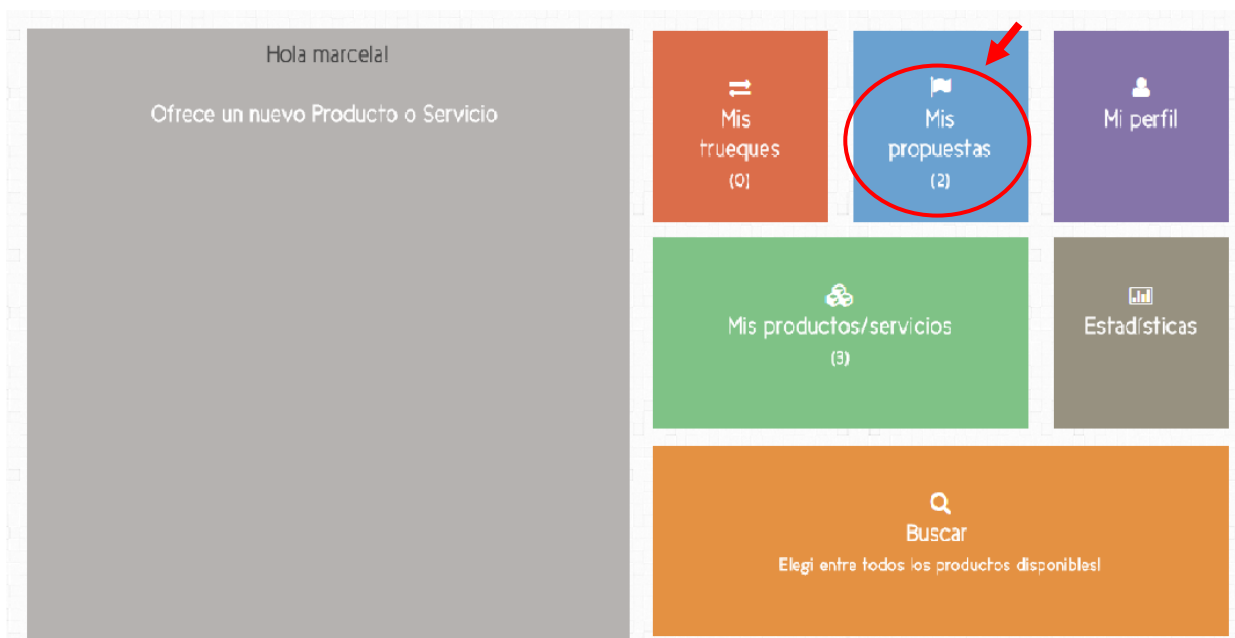 Hola marcela!
Ofrece un nuevo Producto o Servicio
Mis
trueques
(0)
Mis
propuestas
(2)
Mi perfil
Mis productos/servicios
(3)
Estadísticas
Buscar
Elegi entre todos los productos disponibles!